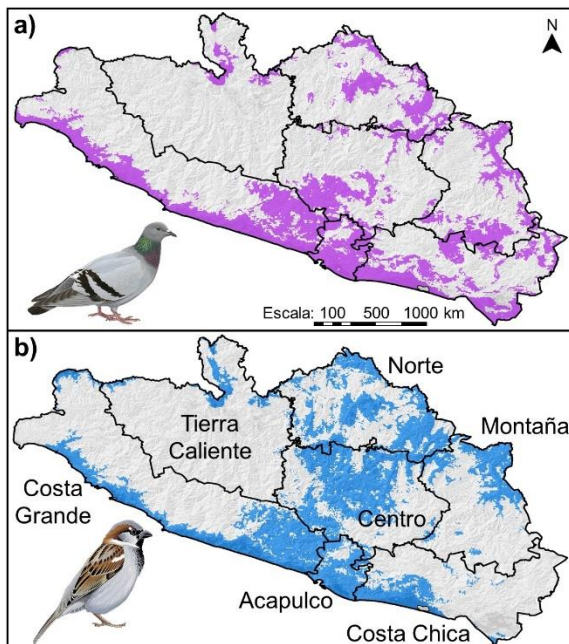 a)
N
Escala: 100 500 1000 km
b)
Norte
Tierra
Caliente
Montaña
Costa
Grande
Centro
Acapulco
Costa Chica